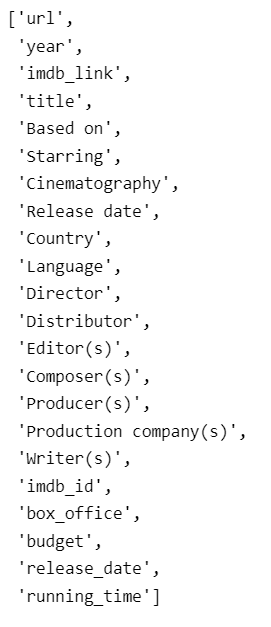 ['url',
'year',
'imdb_link',
'title',
'Based on',
'Starring',
'Cinematography',
'Release date',
'Country',
'Language',
'Director',
'Distributor',
'Editor(s)',
'Composer(s)',
'Producer(s)',
'Production company(s)',
'Writer(s)',
'imdb_id',
'box_office',
'budget',
'release_date',
'running_time']